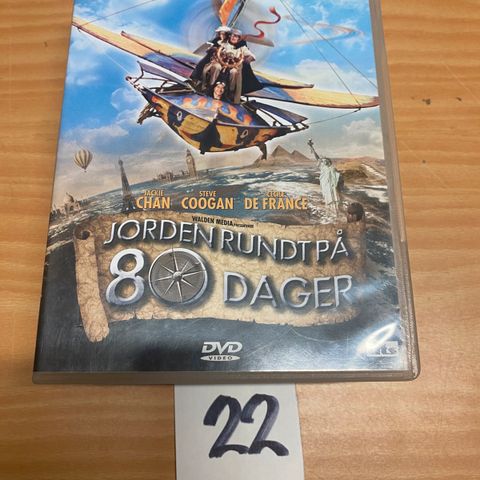 JACKIE STEVE CÉCILE
CHAN COOGAN DE FRANCE
WALDEN MEDIA
JORDEN RUNDT PÅ
80 DAGER
DVD
VIDEO
22